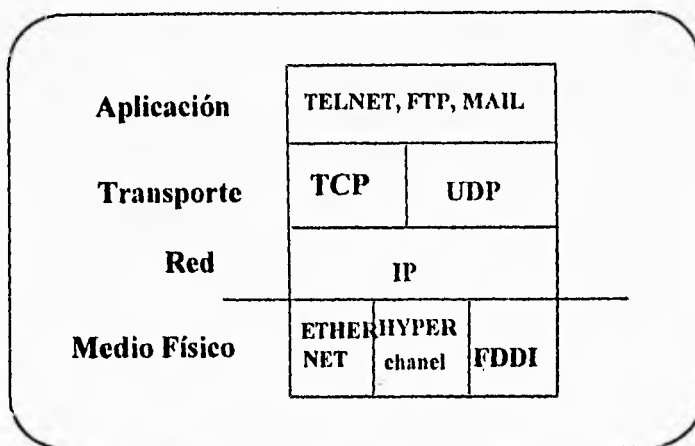 Aplicación TELNET, FTP, MAIL
Transporte TCP UDP
Red IP
Medio Físico ETHER NET HYPER chanel FDDI